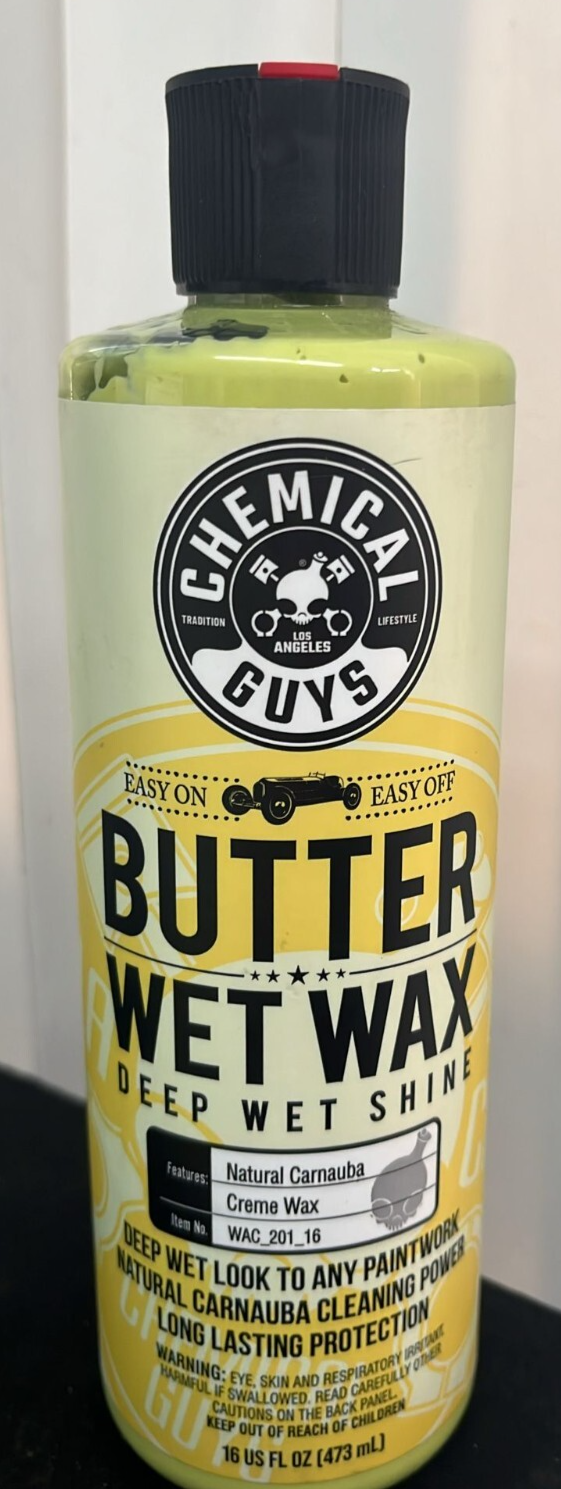 CHEMICAL
®
TRADITION
LIFESTYLE
LOS
ANGELES
GUYS
EASY ON
EASY OFF
BUTTER
WET WAX
DEEP WET SHINE
Features: Natural Carnauba
Creme Wax
Item No. WAC_201_16
DEEP WET LOOK TO ANY PAINTWORK
NATURAL CARNAUBA CLEANING POWER
LONG LASTING PROTECTION
WARNING: EYE, SKIN AND RESPIRATORY IRRITANT.
HARMFUL IF SWALLOWED. READ CAREFULLY OTHER
CAUTIONS ON THE BACK PANEL.
KEEP OUT OF REACH OF CHILDREN
16 US FL OZ (473 mL)